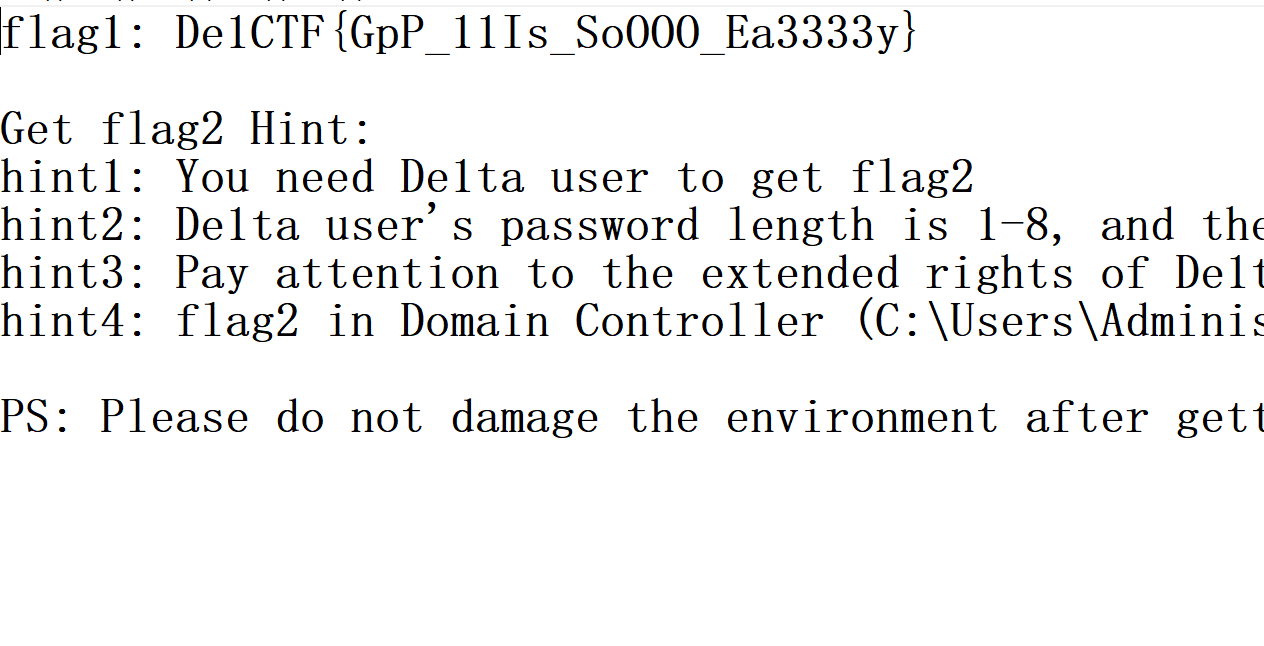 flag1: De1CTF{GpP_11Is_SoOOO_Ea3333y}
Get flag2 Hint:
hint1: You need De1ta user to get flag2
hint2: De1ta user's password length is 1-8, and the
hint3: Pay attention to the extended rights of De1t
hint4: flag2 in Domain Controller (C:\Users\Adminis
PS: Please do not damage the environment after gett